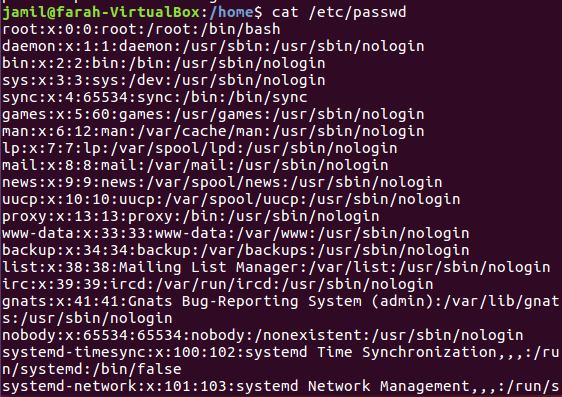 jamil@farah-VirtualBox:/home$ cat /etc/passwd
root:x:0:0:root:/root:/bin/bash
daemon:x:1:1:daemon:/usr/sbin:/usr/sbin/nologin
bin:x:2:2:bin:/bin:/usr/sbin/nologin
sys:x:3:3:sys:/dev:/usr/sbin/nologin
sync:x:4:65534:sync:/bin:/bin/sync
games:x:5:60:games:/usr/games:/usr/sbin/nologin
man:x:6:12:man:/var/cache/man:/usr/sbin/nologin
lp:x:7:7:lp:/var/spool/lpd:/usr/sbin/nologin
mail:x:8:8:mail:/var/mail:/usr/sbin/nologin
news:x:9:9:news:/var/spool/news:/usr/sbin/nologin
uucp:x:10:10:uucp:/var/spool/uucp:/usr/sbin/nologin
proxy:x:13:13:proxy:/bin:/usr/sbin/nologin
www-data:x:33:33:www-data:/var/www:/usr/sbin/nologin
backup:x:34:34:backup:/var/backups:/usr/sbin/nologin
list:x:38:38:Mailing List Manager:/var/list:/usr/sbin/nologin
irc:x:39:39:ircd:/var/run/ircd:/usr/sbin/nologin
gnats:x:41:41:Gnats Bug-Reporting System (admin):/var/lib/gnat
s:/usr/sbin/nologin
nobody:x:65534:65534:nobody:/nonexistent:/usr/sbin/nologin
systemd-timesync:x:100:102:systemd Time Synchronization,,,:/ru
n/systemd:/bin/false
systemd-network:x:101:103:systemd Network Management,,,:/run/s